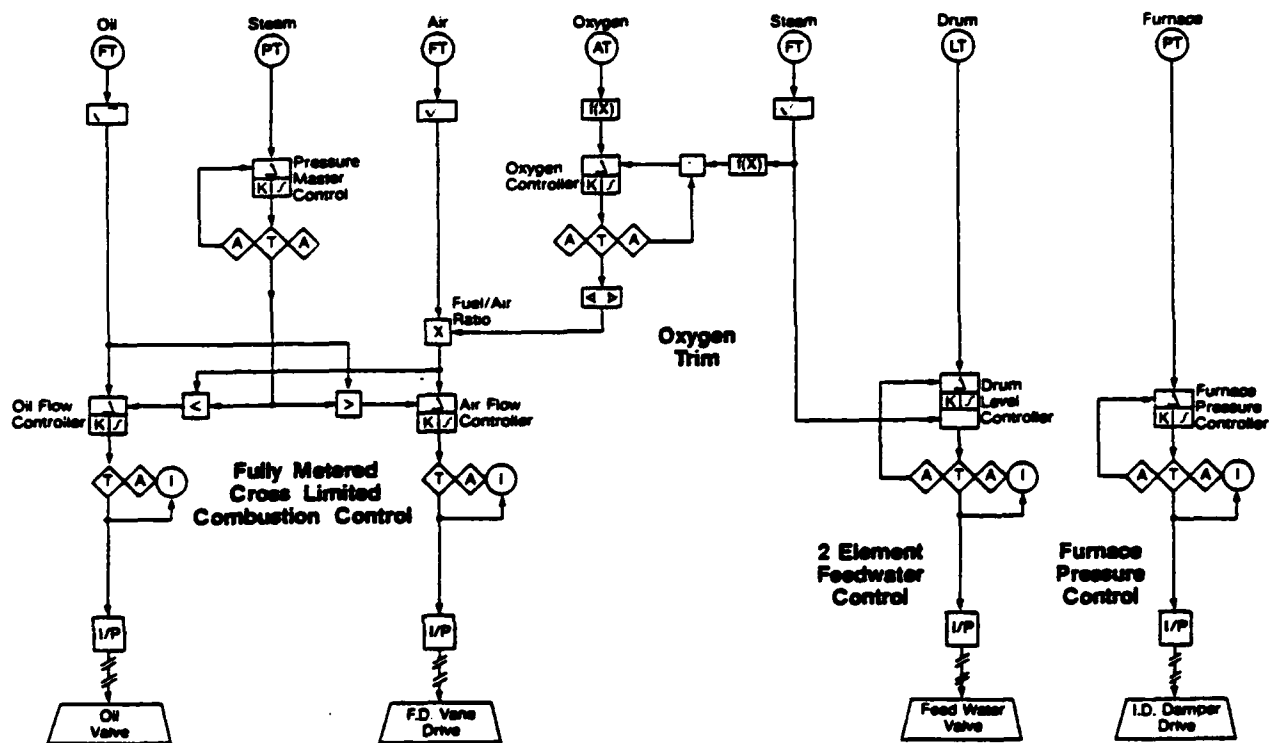 Oil
Steam
Air
Oxygen
Steam
Drum
Furnace
FT
PT
FT
AT
FT
LT
PT
f(X)
Pressure
Master
Control
K ∫
Oxygen
Controller
K ∫
f(X)
A T A
A T A
Fuel/Air
Ratio
X
Oxygen
Trim
Oil Flow
Controller
K ∫
<
>
Air Flow
Controller
K ∫
Drum
Level
Controller
K ∫
Furnace
Pressure
Controller
K ∫
T A I
Fully Metered
Cross Limited
Combustion Control
T A I
A T A I
A T A I
2 Element
Feedwater
Control
Furnace
Pressure
Control
I/P
I/P
I/P
I/P
Oil
Valve
F.D. Vane
Drive
Feed Water
Valve
I.D. Damper
Drive